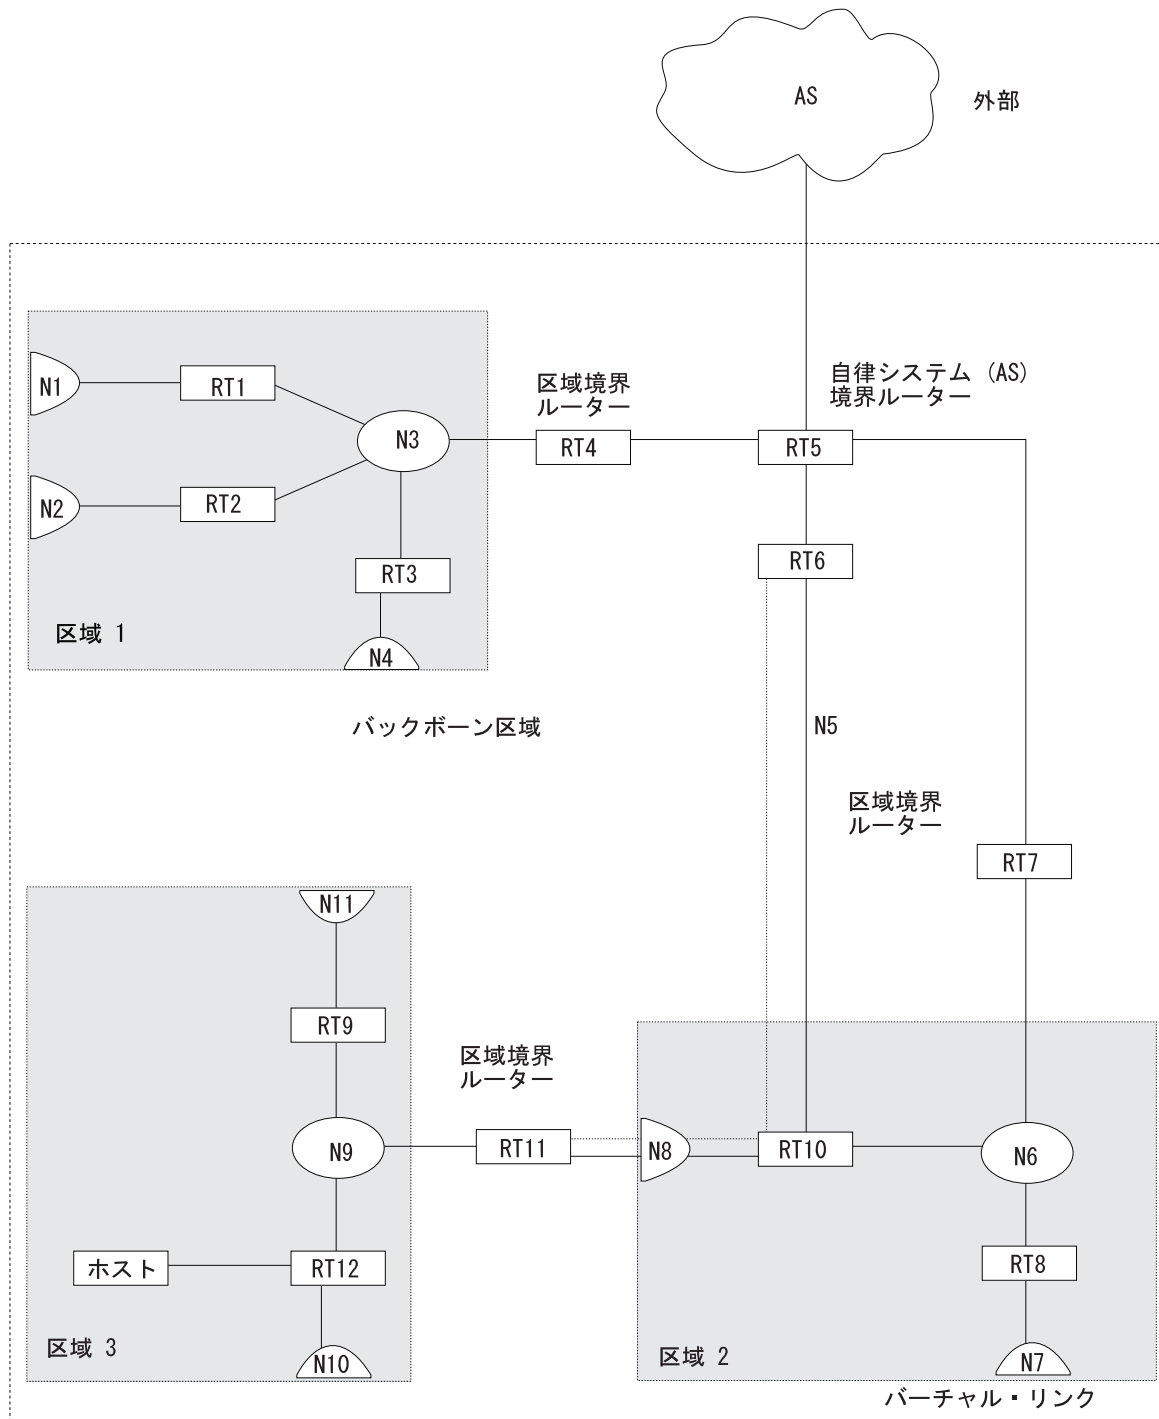 AS
外部
N1
RT1
N2
RT2
N3
RT3
N4
区域 1
区域境界
ルーター
RT4
自律システム (AS)
境界ルーター
RT5
RT6
バックボーン区域
N5
区域境界
ルーター
RT7
N11
RT9
N9
区域境界
ルーター
RT11
N8
RT10
N6
ホスト
RT12
RT8
区域 3
N10
区域 2
N7
バーチャル・リンク